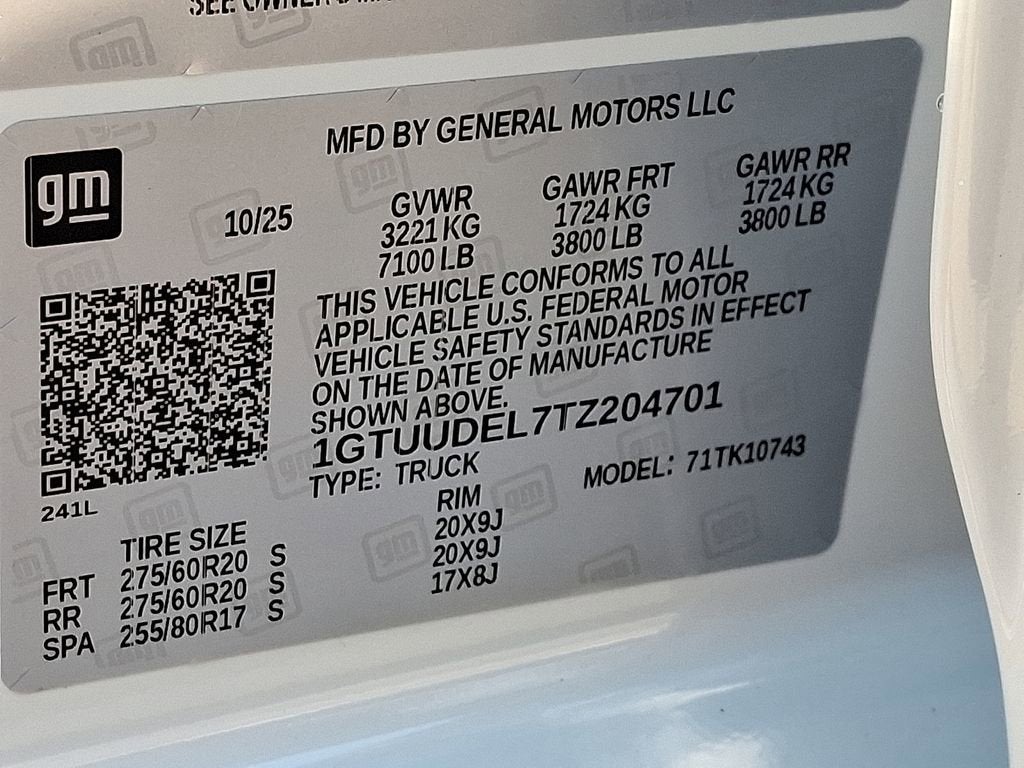 SEE OWNER
MFD BY GENERAL MOTORS LLC
gm
10/25
GVWR GAWR FRT GAWR RR
3221 KG 1724 KG 1724 KG
7100 LB 3800 LB 3800 LB
THIS VEHICLE CONFORMS TO ALL
APPLICABLE U.S. FEDERAL MOTOR
VEHICLE SAFETY STANDARDS IN EFFECT
ON THE DATE OF MANUFACTURE
SHOWN ABOVE.
1GTUUDEL7TZ204701
TYPE: TRUCK MODEL: 71TK10743
241L
TIRE SIZE RIM
FRT 275/60R20 S 20X9J
RR 275/60R20 S 20X9J
SPA 255/80R17 S 17X8J